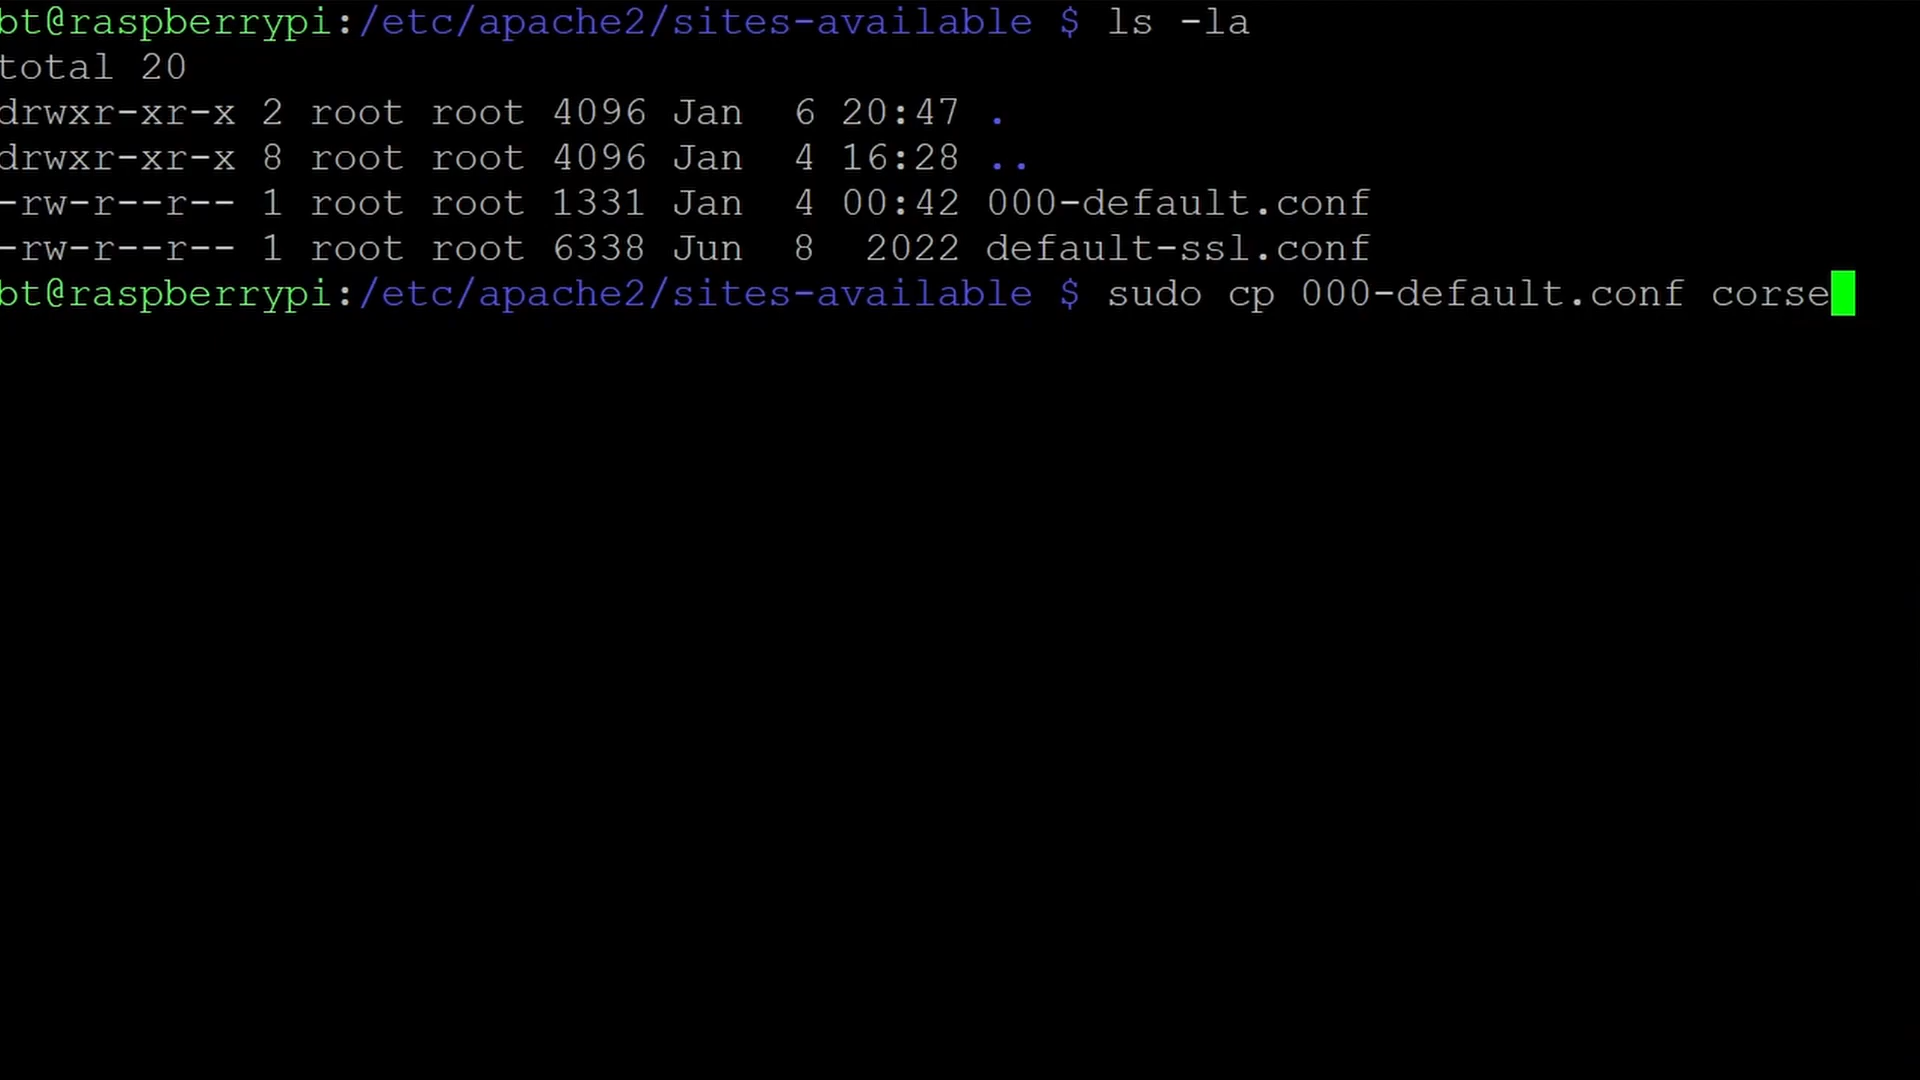 bt@raspberrypi:/etc/apache2/sites-available $ ls -la
total 20
drwxr-xr-x 2 root root 4096 Jan  6 20:47 .
drwxr-xr-x 8 root root 4096 Jan  4 16:28 ..
-rw-r--r-- 1 root root 1331 Jan  4 00:42 000-default.conf
-rw-r--r-- 1 root root 6338 Jun  8  2022 default-ssl.conf
bt@raspberrypi:/etc/apache2/sites-available $ sudo cp 000-default.conf corse